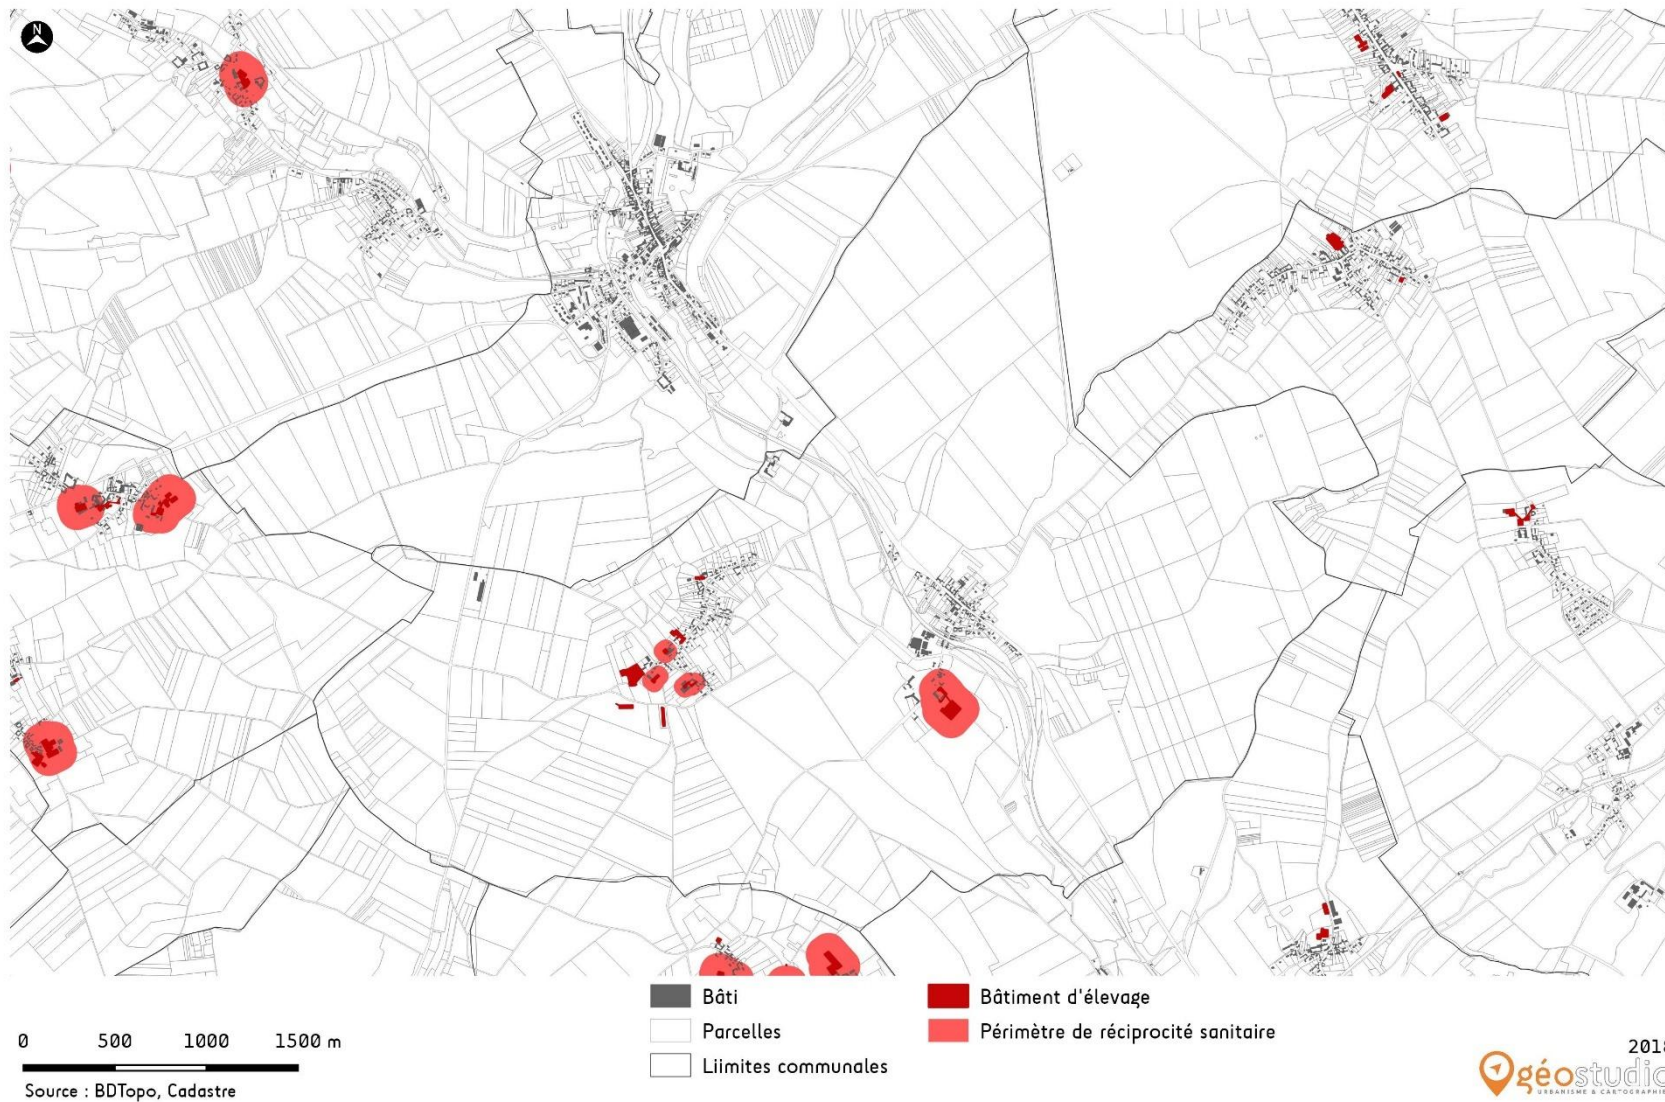 N
Bâti
Parcelles
Liimites communales
Bâtiment d'élevage
Périmètre de réciprocité sanitaire
0 500 1000 1500 m
Source : BDTopo, Cadastre
2018
géostudio
URBANISME & CARTOGRAPHIE